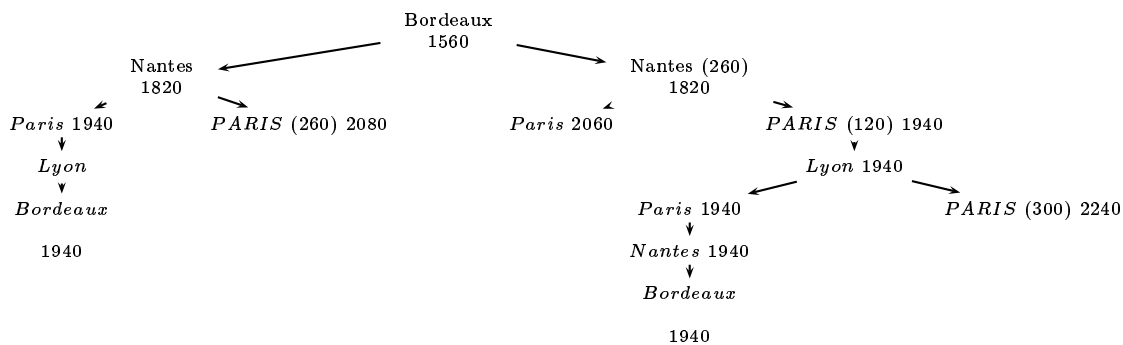 Bordeaux
1560
Nantes
1820
Nantes (260)
1820
Paris 1940
PARIS (260) 2080
Paris 2060
PARIS (120) 1940
Lyon
Lyon 1940
Bordeaux
Paris 1940
PARIS (300) 2240
1940
Nantes 1940
Bordeaux
1940